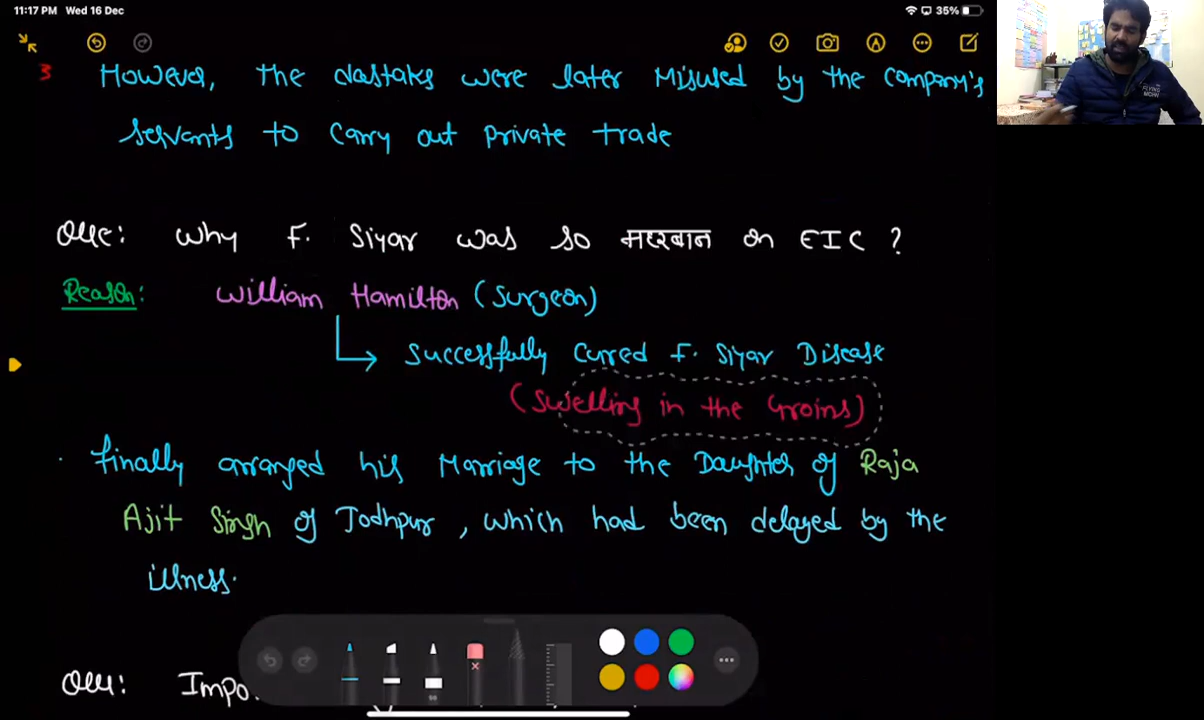 11:17 PM Wed 16 Dec
35%
3 However, the dastaks were later Misused by the company's
servants to carry out private trade
Que: why F. Siyar was so महरबान on EIC ?
Reason: William Hamilton (Surgeon)
Successfully Curred F. Siyar Disease
(Swelling in the Groins)
finally arranged his Marriage to the Daughter of Raja
Ajit Singh of Jodhpur, which had been delayed by the
illness.
Que: Impo
FLYING